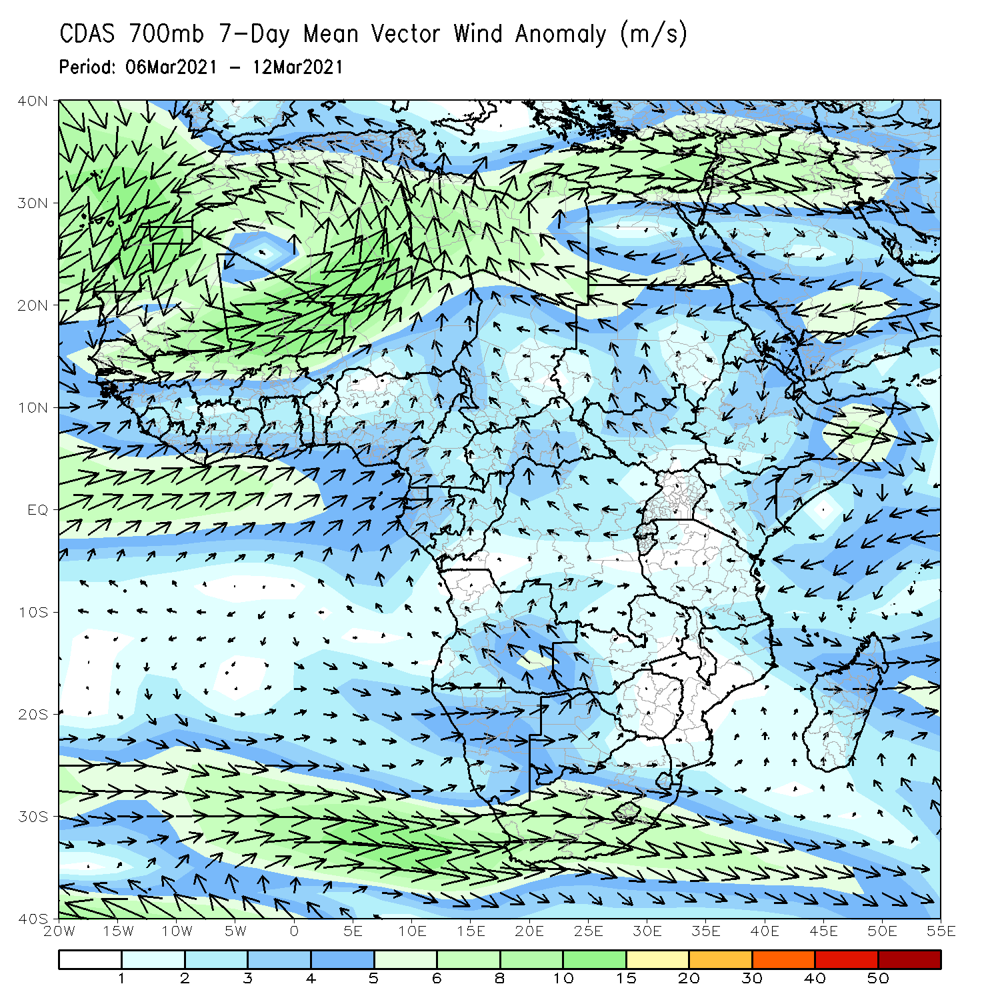 CDAS 700mb 7-Day Mean Vector Wind Anomaly (m/s)
Period: 06Mar2021 - 12Mar2021
40N
30N
20N
10N
EQ
10S
20S
30S
40S
20W 15W 10W 5W 0 5E 10E 15E 20E 25E 30E 35E 40E 45E 50E 55E
1 2 3 4 5 6 8 10 15 20 30 40 50